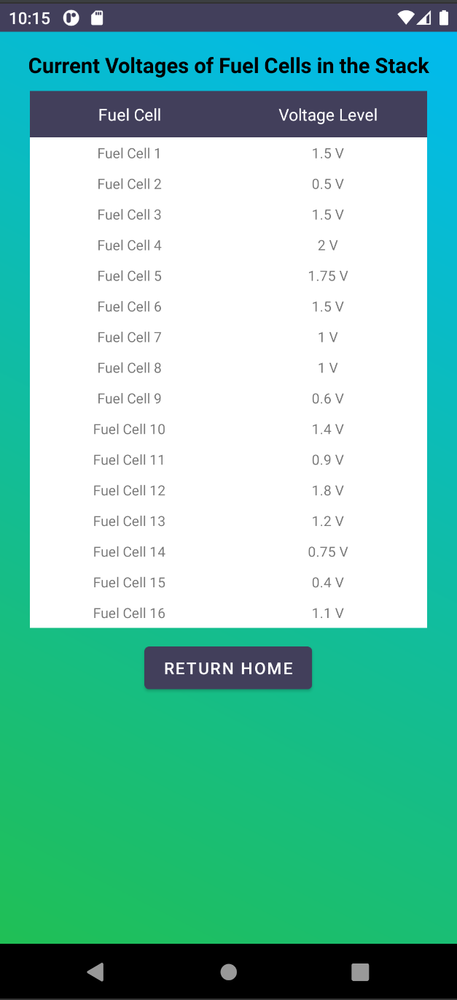 10:15
Current Voltages of Fuel Cells in the Stack
Fuel Cell Voltage Level
Fuel Cell 1 1.5 V
Fuel Cell 2 0.5 V
Fuel Cell 3 1.5 V
Fuel Cell 4 2 V
Fuel Cell 5 1.75 V
Fuel Cell 6 1.5 V
Fuel Cell 7 1 V
Fuel Cell 8 1 V
Fuel Cell 9 0.6 V
Fuel Cell 10 1.4 V
Fuel Cell 11 0.9 V
Fuel Cell 12 1.8 V
Fuel Cell 13 1.2 V
Fuel Cell 14 0.75 V
Fuel Cell 15 0.4 V
Fuel Cell 16 1.1 V
RETURN HOME